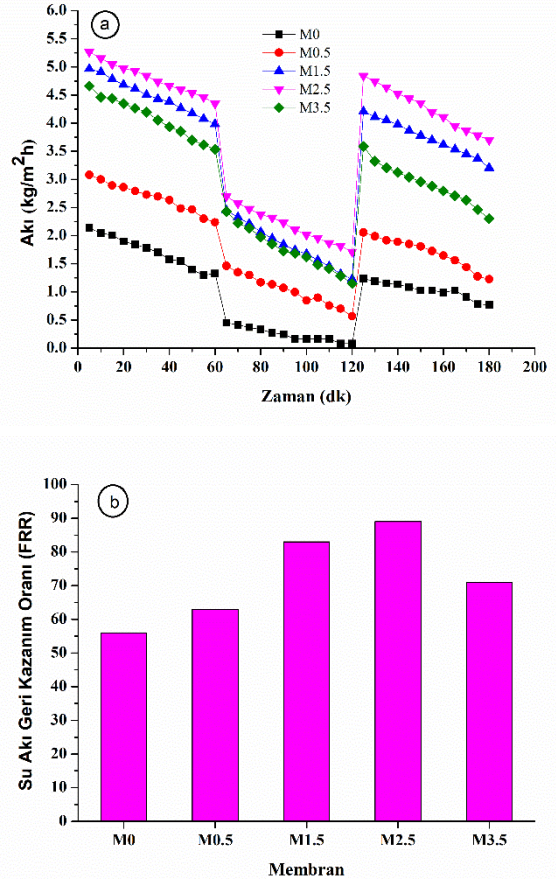 a
M0
M0.5
M1.5
M2.5
M3.5
6.0
5.5
5.0
4.5
4.0
3.5
3.0
2.5
2.0
1.5
1.0
0.5
0.0
Akı (kg/m²h)
0 20 40 60 80 100 120 140 160 180 200
Zaman (dk)
b
100
90
80
70
60
50
40
30
20
10
0
Su Akı Geri Kazanım Oranı (FRR)
M0 M0.5 M1.5 M2.5 M3.5
Membran